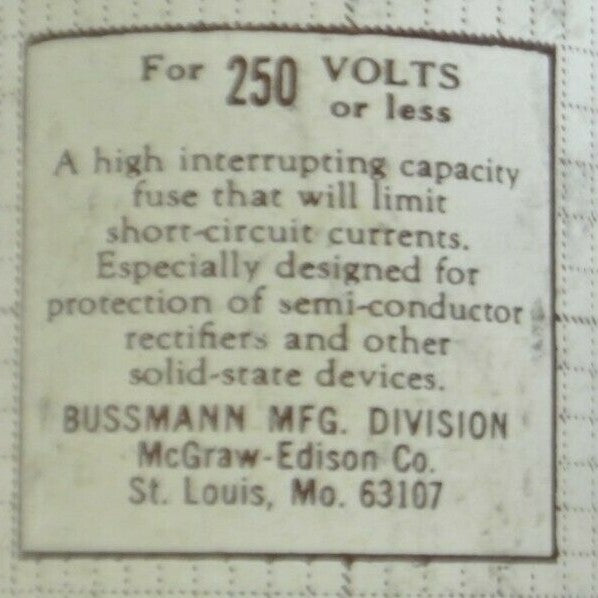 For 250 VOLTS
or less
A high interrupting capacity
fuse that will limit
short-circuit currents.
Especially designed for
protection of semi-conductor
rectifiers and other
solid-state devices.
BUSSMANN MFG. DIVISION
McGraw-Edison Co.
St. Louis, Mo. 63107